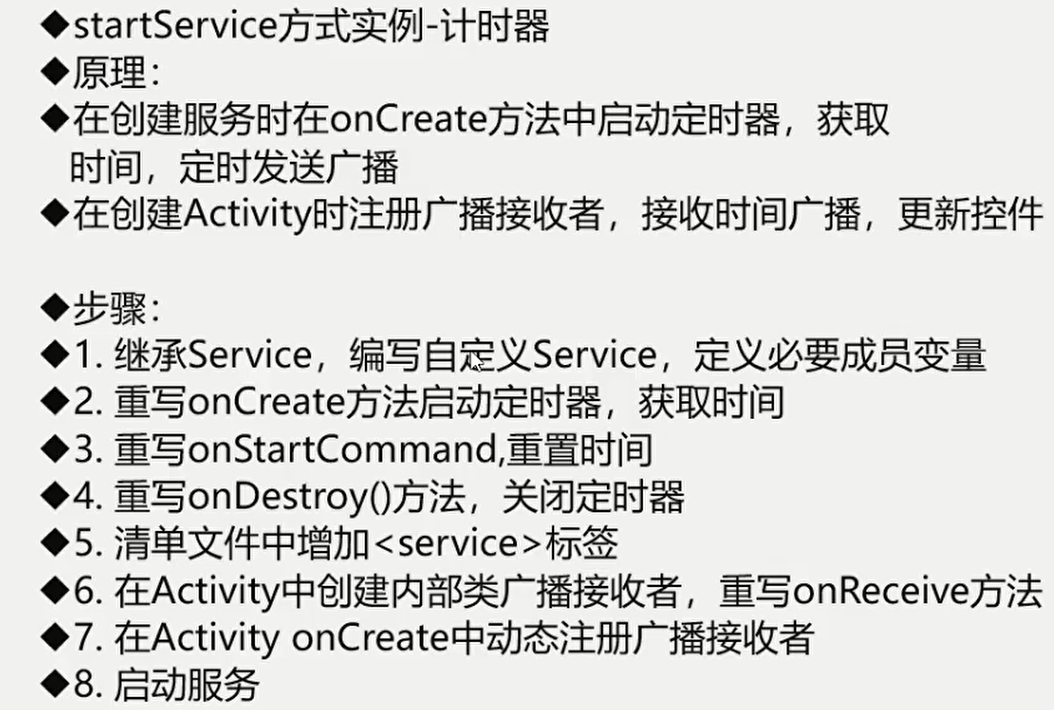 ◆startService方式实例-计时器
◆原理：
◆在创建服务时在onCreate方法中启动定时器，获取
时间，定时发送广播
◆在创建Activity时注册广播接收者，接收时间广播，更新控件
◆步骤：
◆1. 继承Service，编写自定义Service，定义必要成员变量
◆2. 重写onCreate方法启动定时器，获取时间
◆3. 重写onStartCommand,重置时间
◆4. 重写onDestroy()方法，关闭定时器
◆5. 清单文件中增加<service>标签
◆6. 在Activity中创建内部类广播接收者，重写onReceive方法
◆7. 在Activity onCreate中动态注册广播接收者
◆8. 启动服务